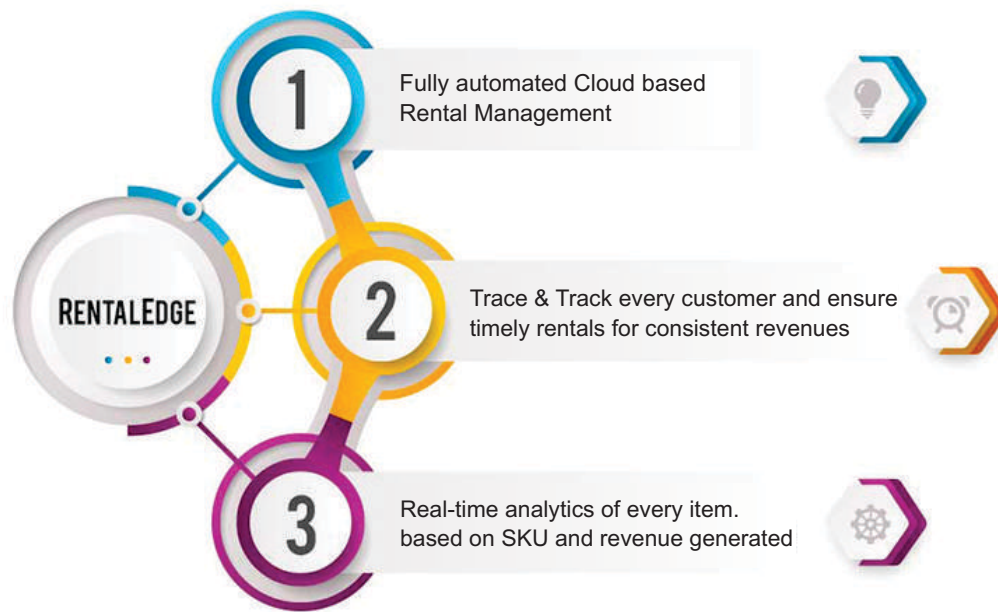 1
Fully automated Cloud based
Rental Management
RENTALEDGE
2
Trace & Track every customer and ensure
timely rentals for consistent revenues
3
Real-time analytics of every item.
based on SKU and revenue generated